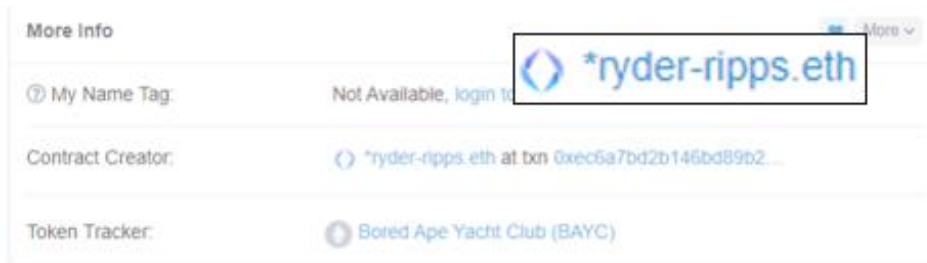 More Info
More
*ryder-ripps.eth
My Name Tag:
Not Available, login to
Contract Creator:
*ryder-ripps.eth at txn 0xec6a7bd2b146bd89b2...
Token Tracker:
Bored Ape Yacht Club (BAYC)